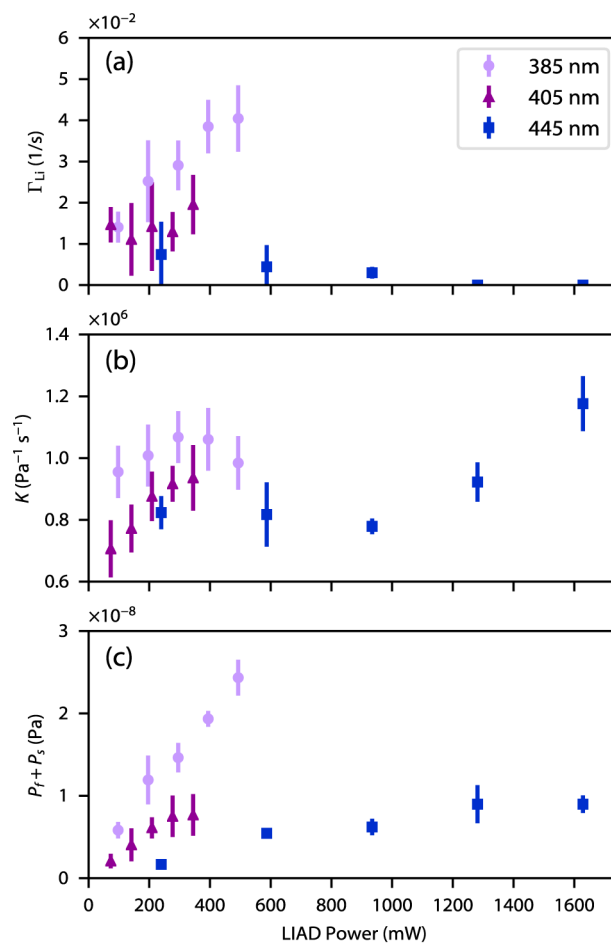 ×10⁻²
6
5
4
3
2
1
0
Γ_Li (1/s)
(a)
385 nm
405 nm
445 nm
×10⁶
1.4
1.2
1.0
0.8
0.6
K (Pa⁻¹ s⁻¹)
(b)
×10⁻⁸
3
2
1
0
P_f + P_s (Pa)
(c)
0 200 400 600 800 1000 1200 1400 1600
LIAD Power (mW)